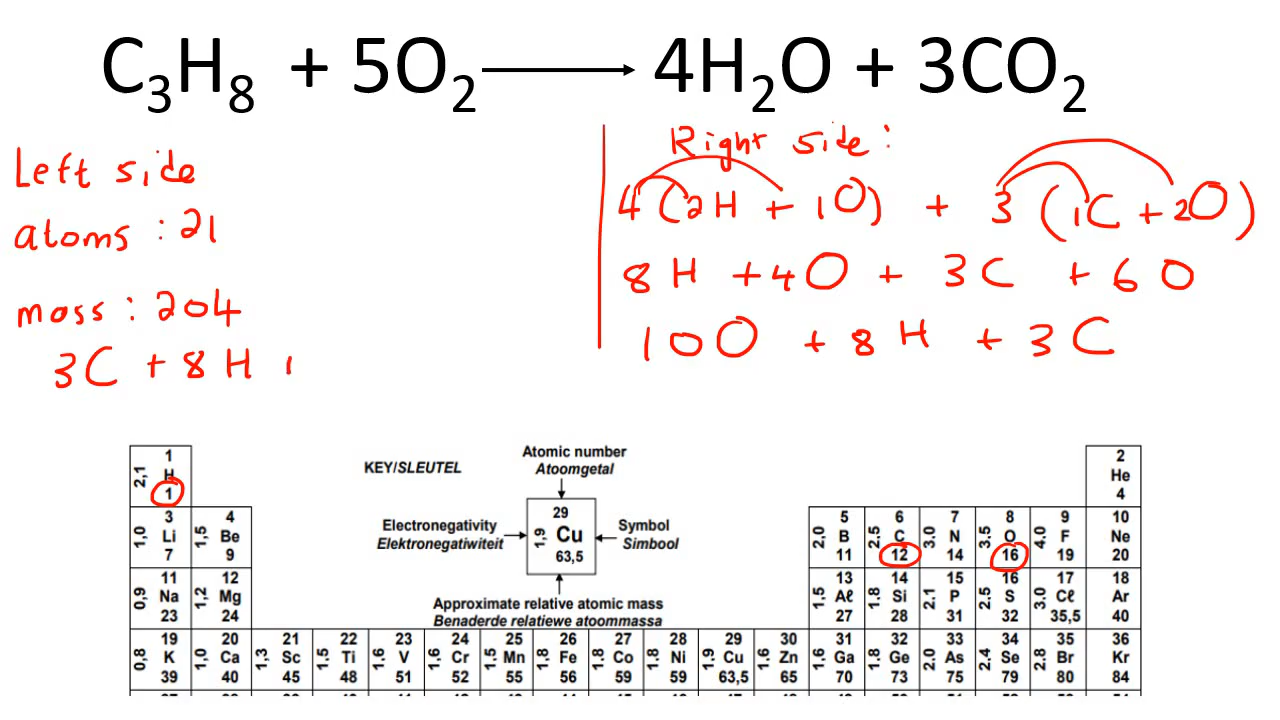 C₃H₈ + 5O₂ → 4H₂O + 3CO₂
Left side
atoms : 21
mass : 204
3C + 8H
Right side :
4 (2H + 1O) + 3 (1C + 2O)
8H + 4O + 3C + 6O
10O + 8H + 3C
KEY/SLEUTEL
Atomic number
Atoomgetal
Electronegativity
Elektronegatiwiteit
29
1,9 Cu
63,5
Symbol
Simbool
Approximate relative atomic mass
Benaderde relatiewe atoommassa
1 2
2,1 H He
1 4
3 4 5 6 7 8 9 10
1,0 Li 1,5 Be 2,0 B 2,5 C 3,0 N 3,5 O 4,0 F Ne
7 9 11 12 14 16 19 20
11 12 13 14 15 16 17 18
0,9 Na 1,2 Mg 1,5 Aℓ 1,8 Si 2,1 P 2,5 S 3,0 Cℓ Ar
23 24 27 28 31 32 35,5 40
19 20 21 22 23 24 25 26 27 28 29 30 31 32 33 34 35 36
0,8 K 1,0 Ca 1,3 Sc 1,5 Ti 1,6 V 1,6 Cr 1,5 Mn 1,8 Fe 1,8 Co 1,8 Ni 1,9 Cu 1,6 Zn 1,6 Ga 1,8 Ge 2,0 As 2,4 Se 2,8 Br Kr
39 40 45 48 51 52 55 56 59 59 63,5 65 70 73 75 79 80 84